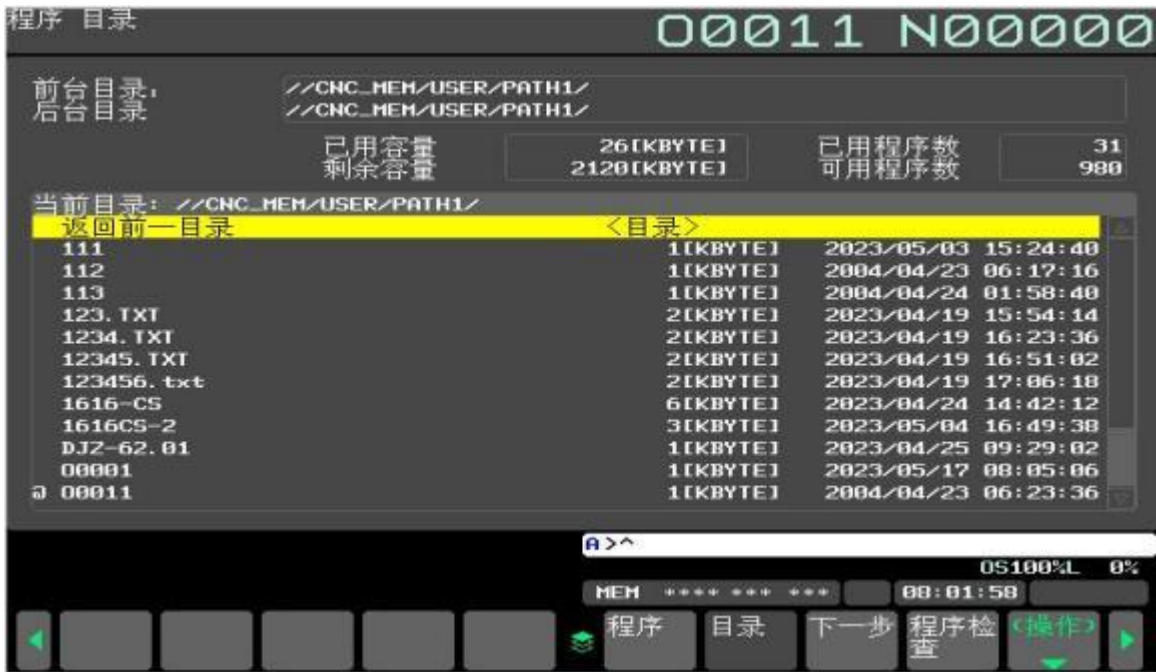 程序 目录
O0011 N00000
前台目录: //CNC_MEM/USER/PATH1/
后台目录 //CNC_MEM/USER/PATH1/
已用容量 26[KBYTE] 已用程序数 31
剩余容量 2120[KBYTE] 可用程序数 980
当前目录: //CNC_MEM/USER/PATH1/
返回前一目录 <目录>
111 1[KBYTE] 2023/05/03 15:24:40
112 1[KBYTE] 2004/04/23 06:17:16
113 1[KBYTE] 2004/04/24 01:58:40
123.TXT 2[KBYTE] 2023/04/19 15:54:14
1234.TXT 2[KBYTE] 2023/04/19 16:23:36
12345.TXT 2[KBYTE] 2023/04/19 16:51:02
123456.txt 2[KBYTE] 2023/04/19 17:06:18
1616-CS 6[KBYTE] 2023/04/24 14:42:12
1616CS-2 3[KBYTE] 2023/05/04 16:49:38
DJZ-62.01 1[KBYTE] 2023/04/25 09:29:02
O0001 1[KBYTE] 2023/05/17 08:05:06
@ O0011 1[KBYTE] 2004/04/23 06:23:36
A>^
OS100%L 0%
MEM **** *** *** 08:01:58
程序 目录 下一步 程序检查 (操作)